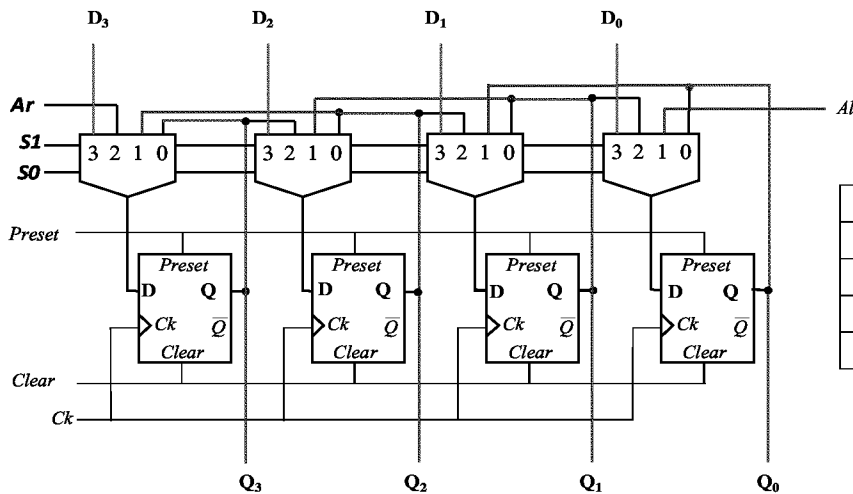 D3 D2 D1 D0
Ar Al
S1 3 2 1 0 3 2 1 0 3 2 1 0 3 2 1 0
S0
Preset Preset Preset Preset Preset
D Q D Q D Q D Q
Ck Q̅ Ck Q̅ Ck Q̅ Ck Q̅
Clear Clear Clear Clear
Clear
Ck
Q3 Q2 Q1 Q0